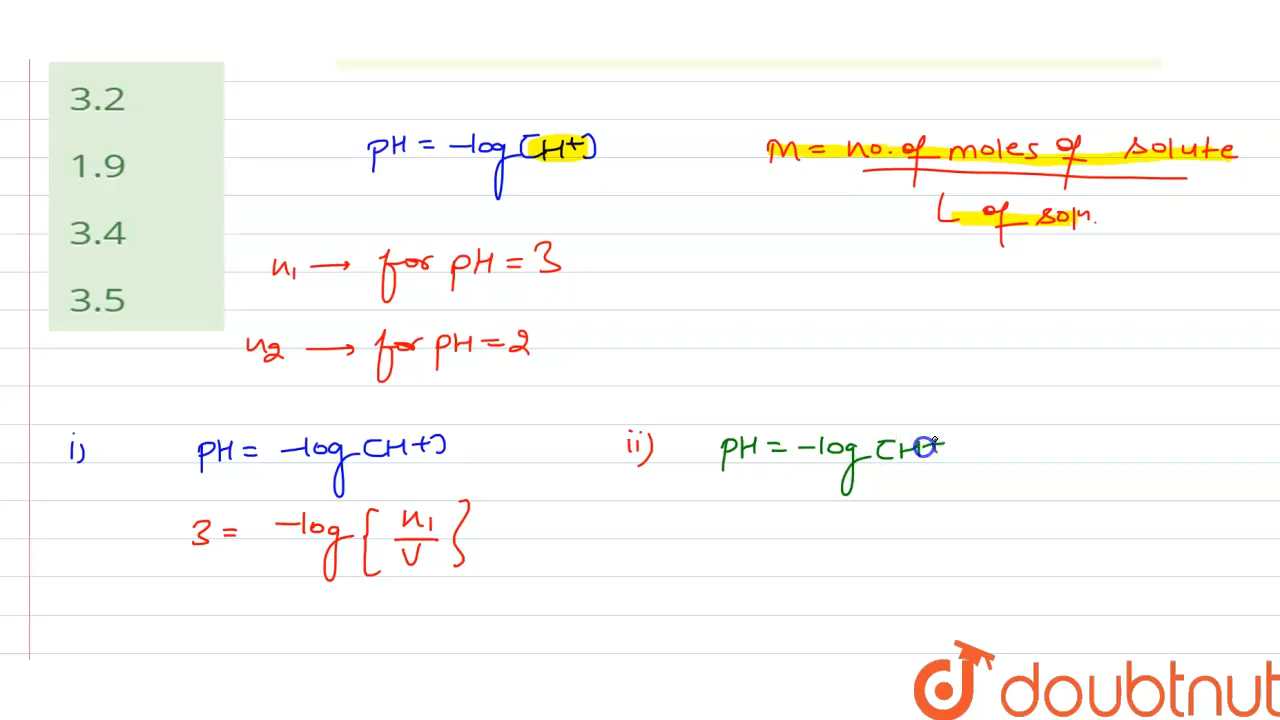 3.2
1.9
3.4
3.5
pH = -log[H+]
M = no. of moles of solute
L of soln.
n1 → for pH = 3
n2 → for pH = 2
i) pH = -log[H+]
3 = -log{n1/V}
ii) pH = -log[H+
doubtnut